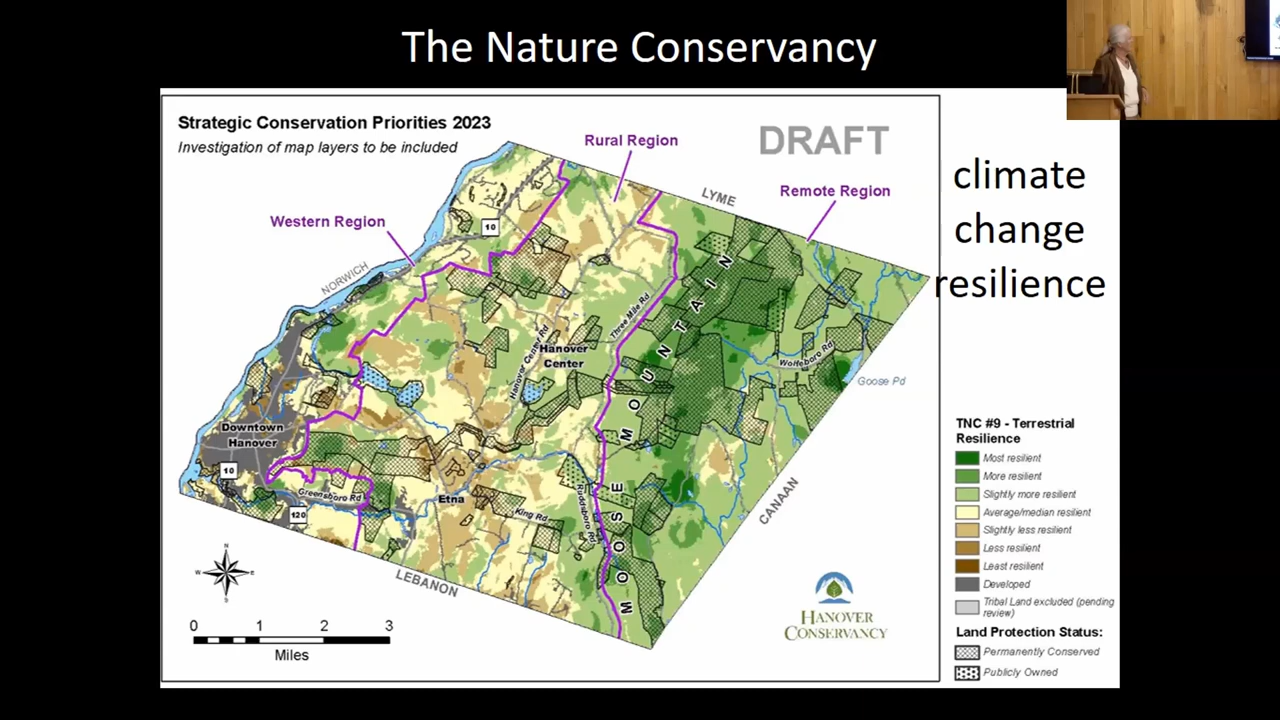 The Nature Conservancy
Strategic Conservation Priorities 2023
Investigation of map layers to be included
DRAFT
climate
change
resilience
Rural Region
Remote Region
Western Region
LYME
10
NORWICH
MOUNTAIN
Three Mile Rd
Hanover Center Rd
Hanover
Center
Wolfeboro Rd
Goose Pd
Downtown
Hanover
10
Greensboro Rd
120
Etna
King Rd
Ruddsboro Rd
MOOSE
CANAAN
LEBANON
N
W
E
S
0 1 2 3
Miles
HANOVER
CONSERVANCY
TNC #9 - Terrestrial
Resilience
Most resilient
More resilient
Slightly more resilient
Average/median resilient
Slightly less resilient
Less resilient
Least resilient
Developed
Tribal Land excluded (pending
review)
Land Protection Status:
Permanently Conserved
Publicly Owned